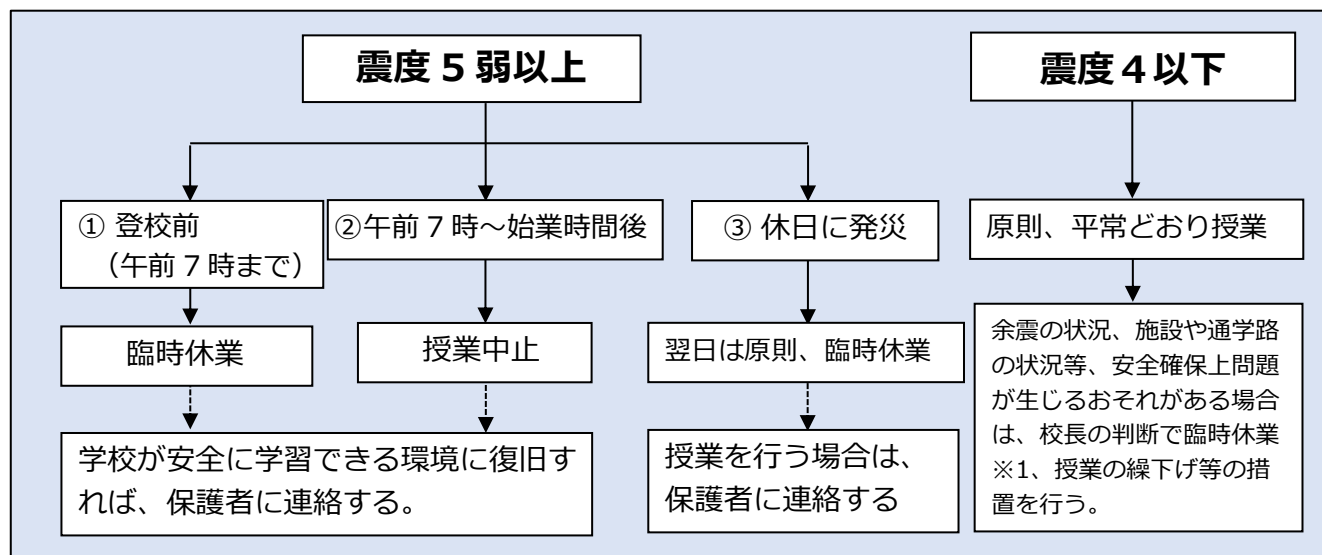 震度5弱以上
震度4以下
① 登校前
(午前7時まで)
②午前7時～始業時間後
③ 休日に発災
原則、平常どおり授業
臨時休業
授業中止
翌日は原則、臨時休業
余震の状況、施設や通学路
の状況等、安全確保上問題
が生じるおそれがある場合
は、校長の判断で臨時休業
※1、授業の繰下げ等の措
置を行う。
学校が安全に学習できる環境に復旧す
れば、保護者に連絡する。
授業を行う場合は、
保護者に連絡する